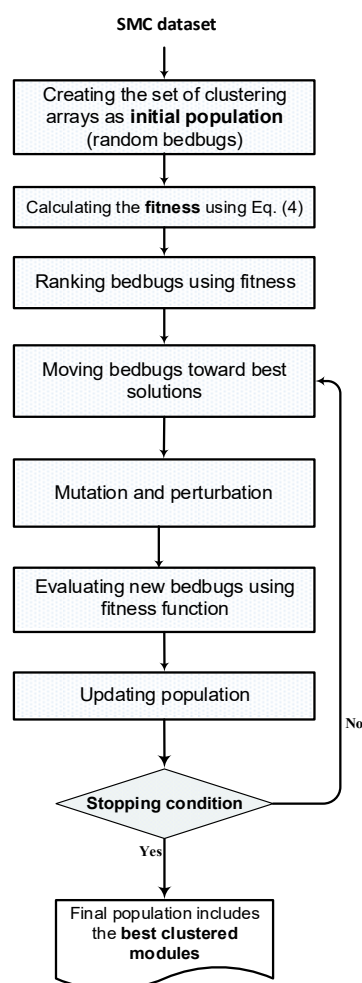 SMC dataset
Creating the set of clustering
arrays as initial population
(random bedbugs)
Calculating the fitness using Eq. (4)
Ranking bedbugs using fitness
Moving bedbugs toward best
solutions
Mutation and perturbation
Evaluating new bedbugs using
fitness function
Updating population
No
Stopping condition
Yes
Final population includes
the best clustered
modules